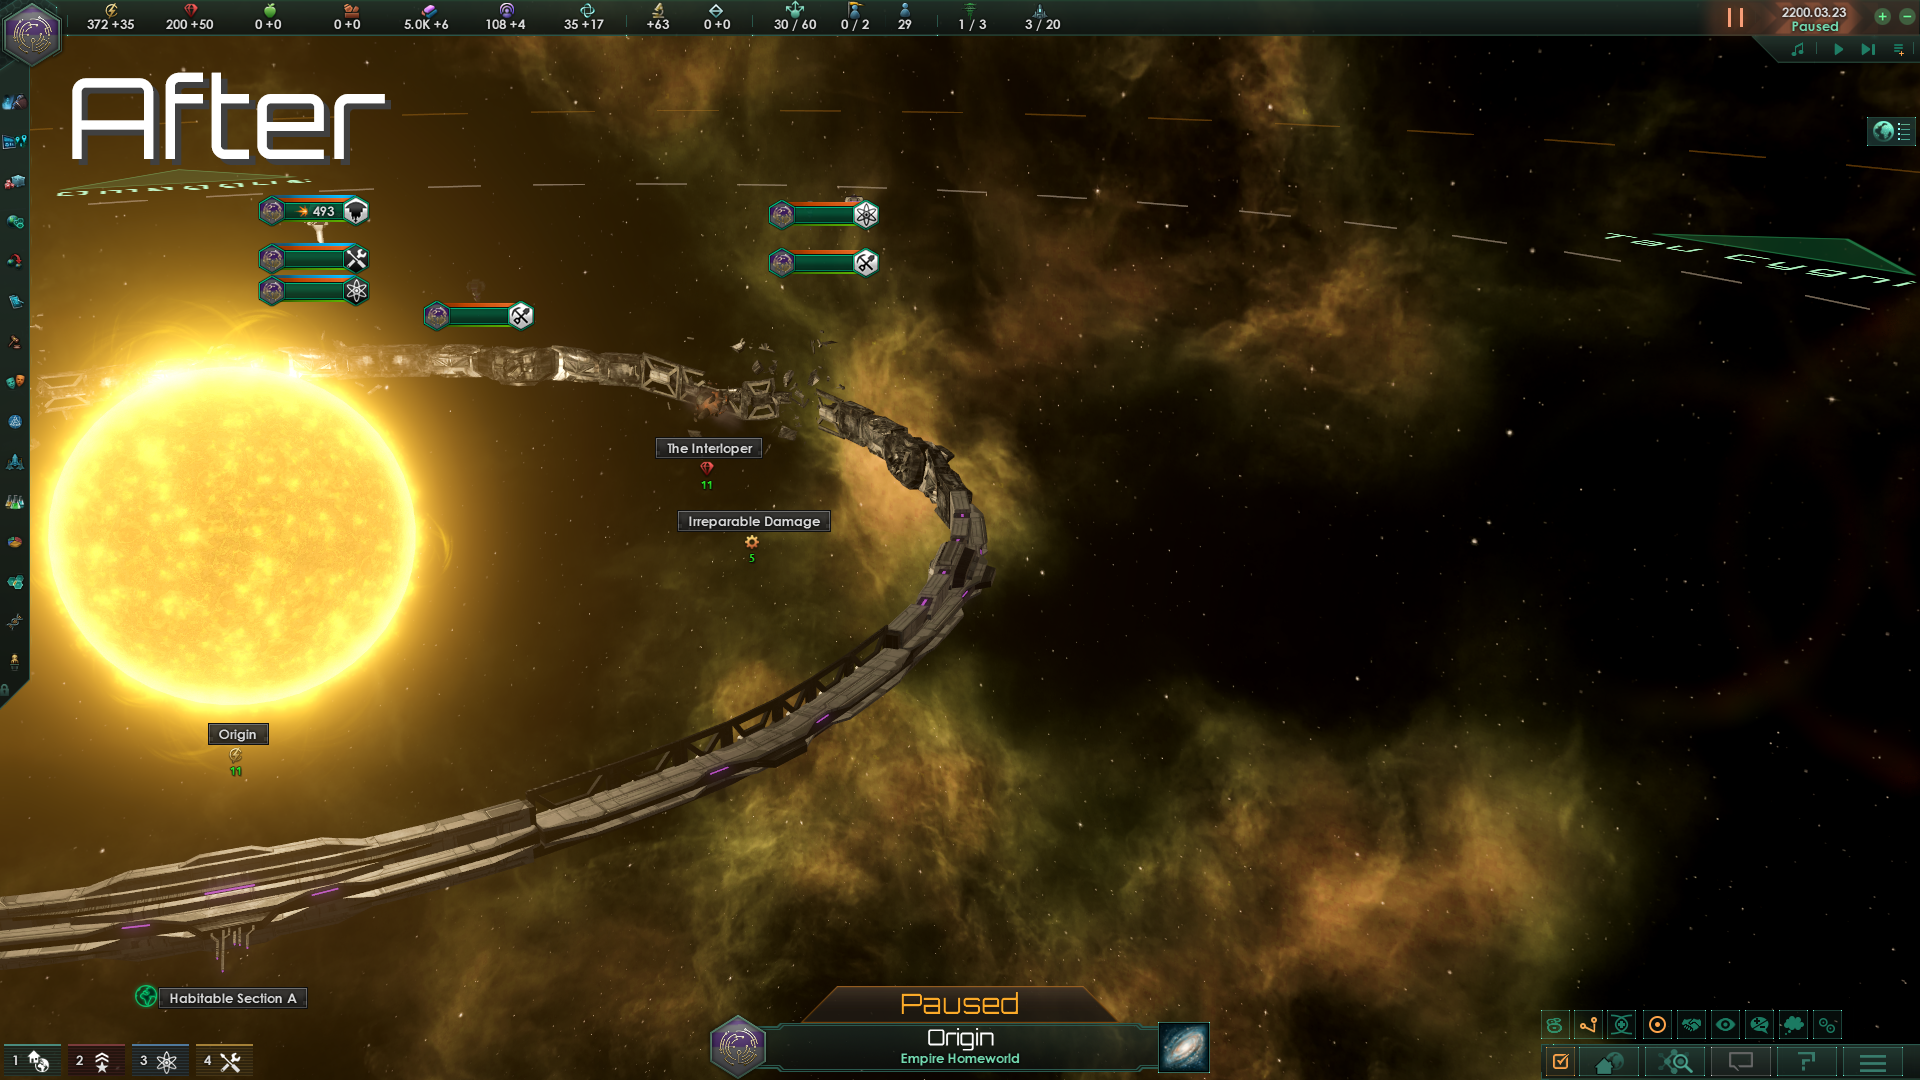 372 +35 200 +50 0 +0 0 +0 5.0K +6 108 +4 35 +17 +63 0 +0 30 / 60 0 / 2 29 1 / 3 3 / 20
2200.03.23
Paused
After
493
Tau Cygni
The Interloper
11
Irreparable Damage
5
Origin
11
Habitable Section A
Paused
Origin
Empire Homeworld
1 2 3 4